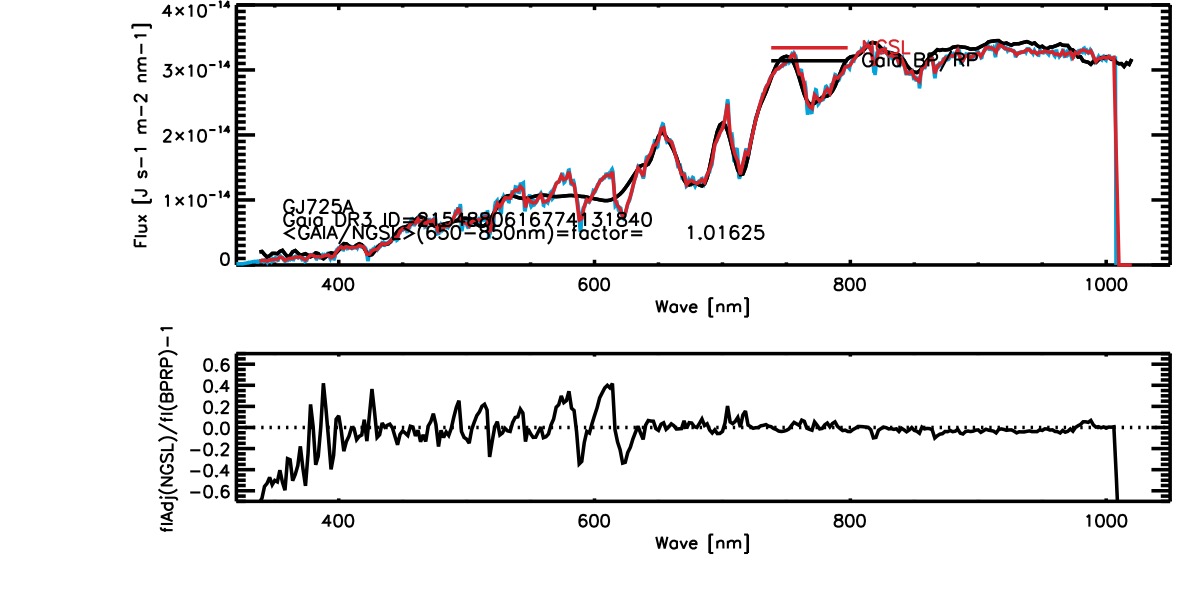 4×10−14
3×10−14
2×10−14
1×10−14
0
Flux [J s−1 m−2 nm−1]
NGSL
Gaia BP/RP
GJ725A
Gaia DR3 ID=
<GAIA/NGSL>(650−850nm)=factor= 1.01625
400 600 800 1000
Wave [nm]
0.6
0.4
0.2
0.0
−0.2
−0.4
−0.6
flAdj(NGSL)/fl(BPRP)−1
400 600 800 1000
Wave [nm]